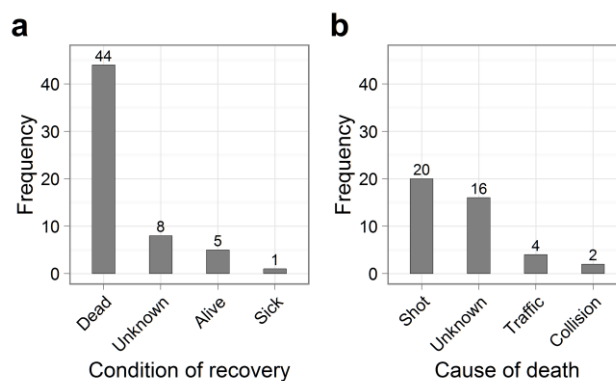 a
44
40
30
20
10
0
8
5
1
Frequency
Dead
Unknown
Alive
Sick
Condition of recovery
b
40
30
20
10
0
20
16
4
2
Frequency
Shot
Unknown
Traffic
Collision
Cause of death